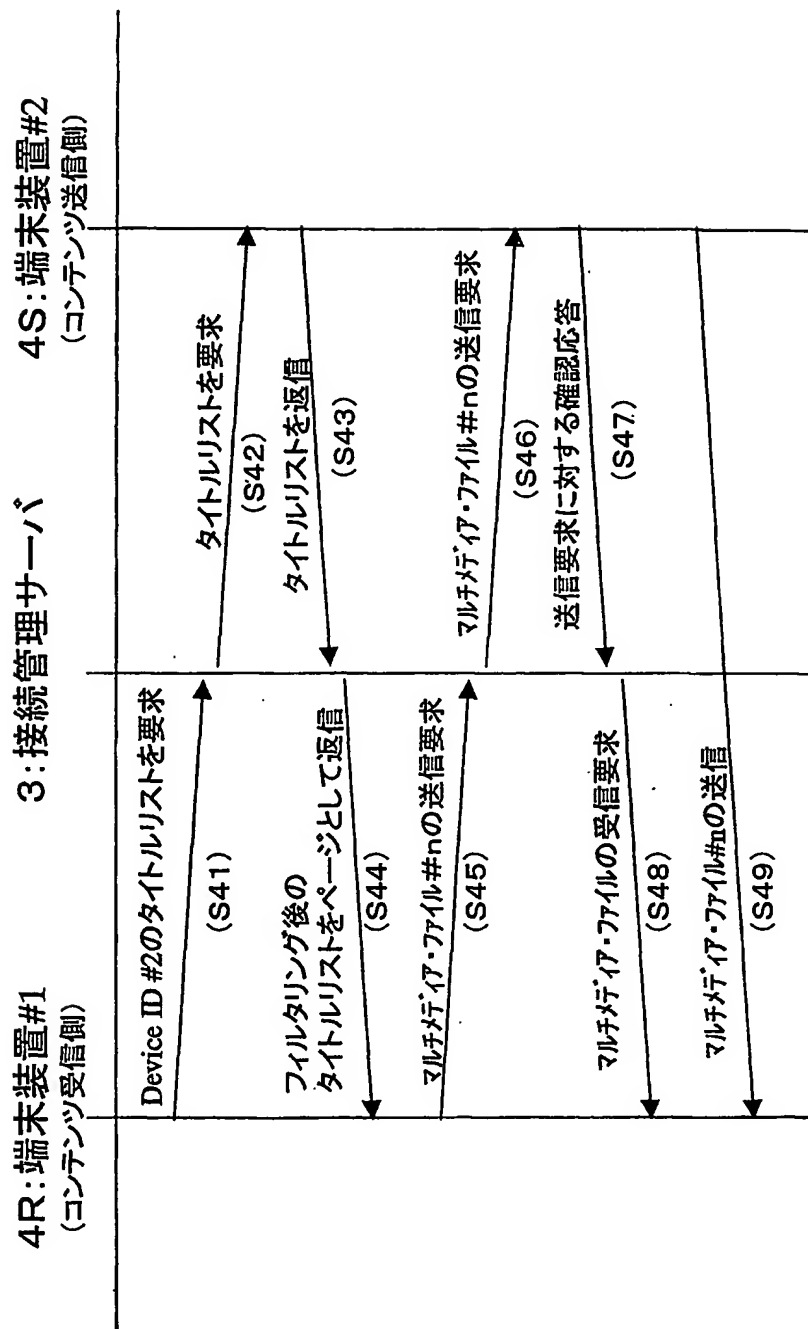 4R:端末装置#1
(コンテンツ受信側)
3:接続管理サーバ
4S:端末装置#2
(コンテンツ送信側)
Device ID #2のタイトルリストを要求
(S41)
タイトルリストを要求
(S42)
タイトルリストを返信
(S43)
フィルタリング後の
タイトルリストをページとして返信
(S44)
マルチメディア・ファイル#nの送信要求
(S45)
マルチメディア・ファイル#nの送信要求
(S46)
送信要求に対する確認応答
(S47)
マルチメディア・ファイルの受信要求
(S48)
マルチメディア・ファイル#nの送信
(S49)